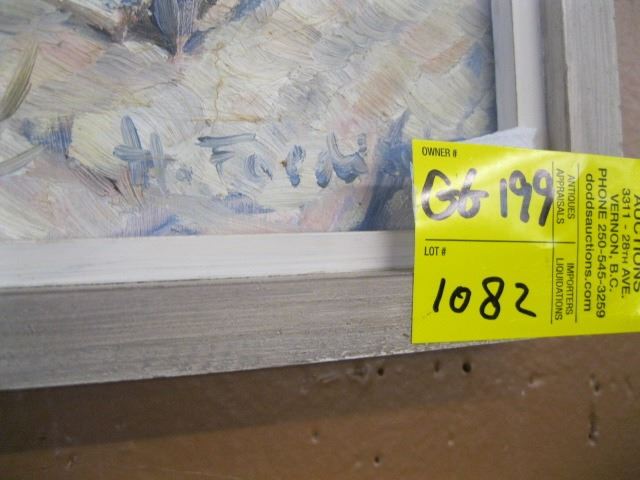 OWNER #
G6 199
LOT #
1082
ANTIQUES
APPRAISALS
IMPORTERS
LIQUIDATIONS
AUCTIONS
3311 - 28TH AVE.
VERNON, B.C.
PHONE 250-545-3259
doddsauctions.com
H.